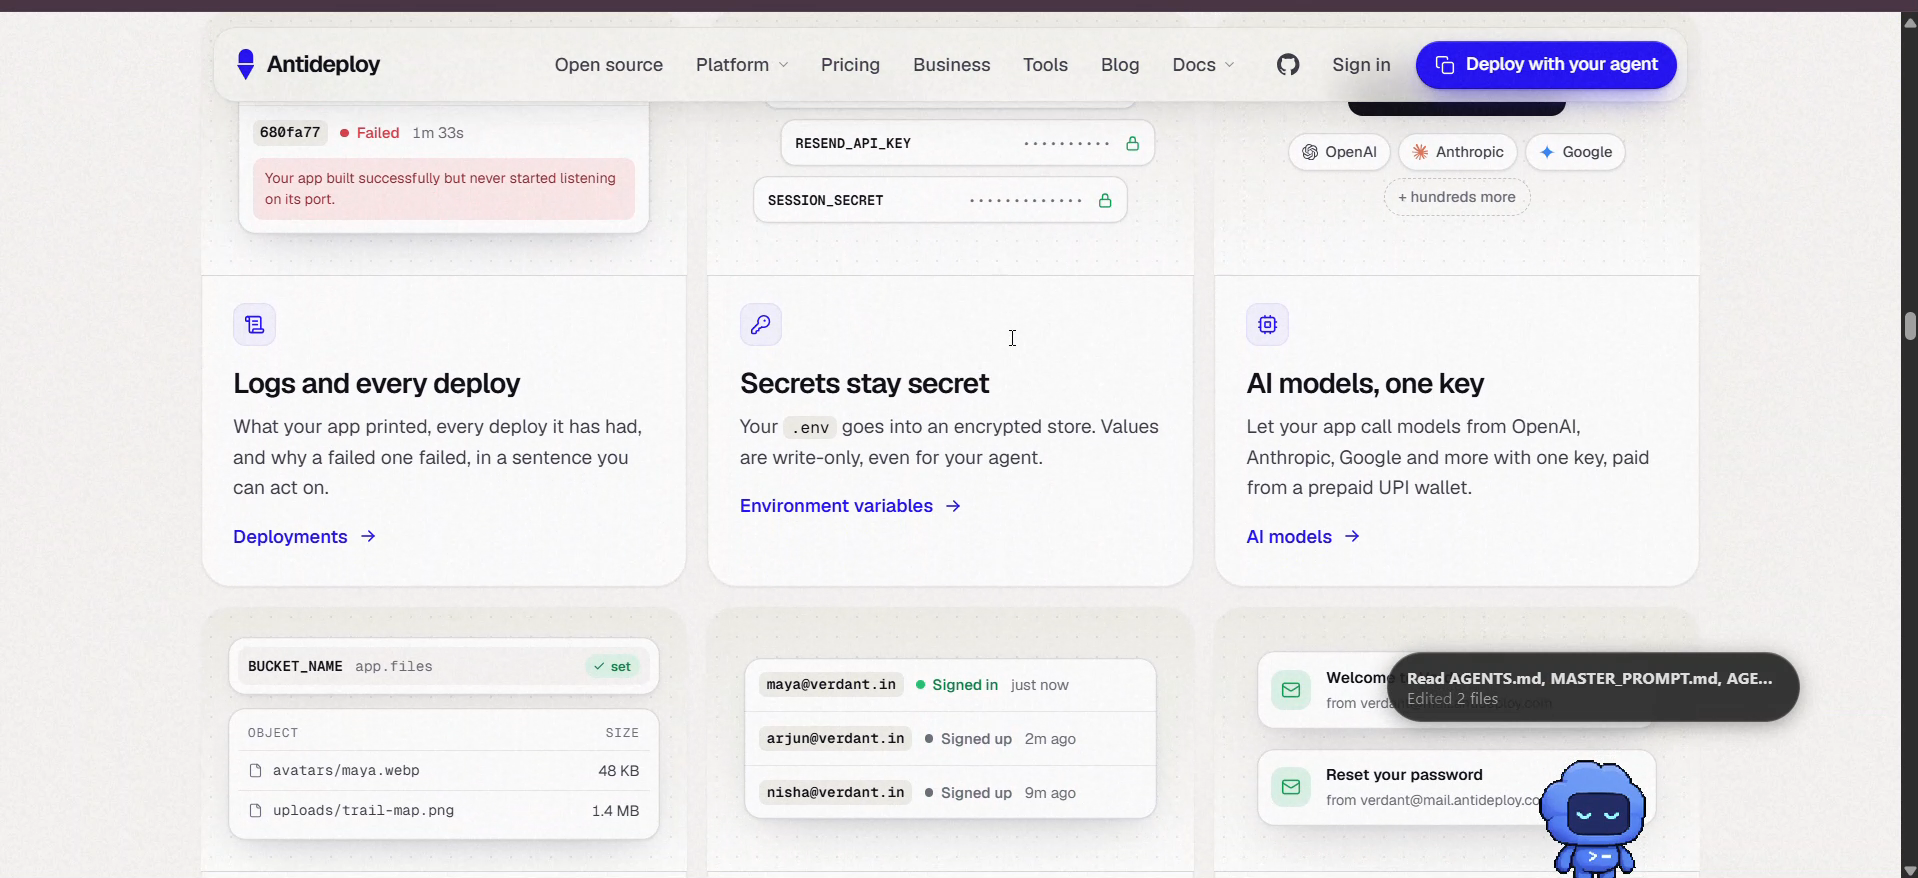 Antideploy
Open source
Platform
Pricing
Business
Tools
Blog
Docs
Sign in
Deploy with your agent
680fa77 Failed 1m 33s
Your app built successfully but never started listening
on its port.
RESEND_API_KEY ··········
SESSION_SECRET ·············
OpenAI
Anthropic
Google
+ hundreds more
Logs and every deploy
What your app printed, every deploy it has had,
and why a failed one failed, in a sentence you
can act on.
Deployments →
Secrets stay secret
Your .env goes into an encrypted store. Values
are write-only, even for your agent.
Environment variables →
AI models, one key
Let your app call models from OpenAI,
Anthropic, Google and more with one key, paid
from a prepaid UPI wallet.
AI models →
BUCKET_NAME app.files ✓ set
OBJECT SIZE
avatars/maya.webp 48 KB
uploads/trail-map.png 1.4 MB
maya@verdant.in Signed in just now
arjun@verdant.in Signed up 2m ago
nisha@verdant.in Signed up 9m ago
Welcome
from
Read AGENTS.md, MASTER_PROMPT.md, AGE...
Edited 2 files
Reset your password
from verdant@mail.antideploy.co
>-